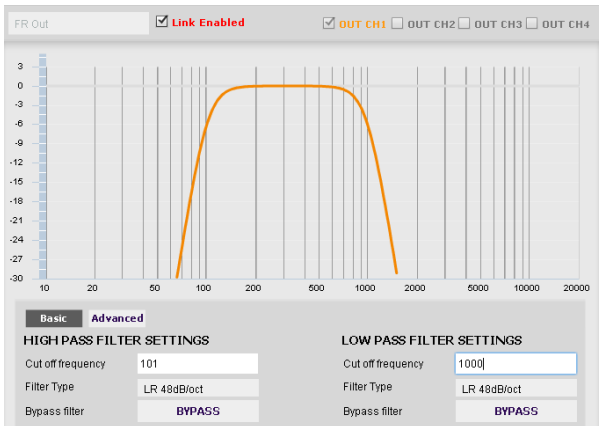 FR Out Link Enabled OUT CH1 OUT CH2 OUT CH3 OUT CH4
3
0
-3
-6
-9
-12
-15
-18
-21
-24
-27
-30
10 20 50 100 200 500 1000 2000 5000 10000 20000
Basic Advanced
HIGH PASS FILTER SETTINGS LOW PASS FILTER SETTINGS
Cut off frequency 101 Cut off frequency 1000
Filter Type LR 48dB/oct Filter Type LR 48dB/oct
Bypass filter BYPASS Bypass filter BYPASS